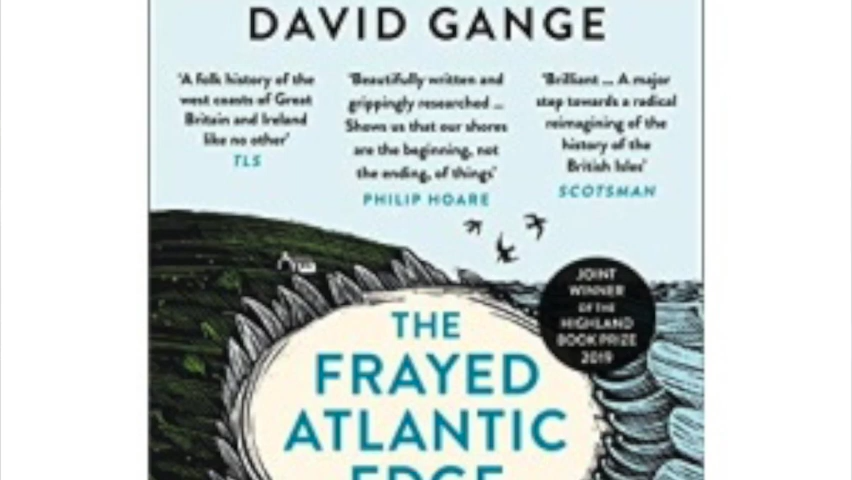 DAVID GANGE
'A folk history of the
west coasts of Great
Britain and Ireland
like no other'
TLS
'Beautifully written and
grippingly researched ...
Shows us that our shores
are the beginning, not
the ending, of things'
PHILIP HOARE
'Brilliant ... A major
step towards a radical
reimagining of the
history of the
British Isles'
SCOTSMAN
JOINT
WINNER
OF THE
HIGHLAND
BOOK PRIZE
2019
THE
FRAYED
ATLANTIC
EDGE